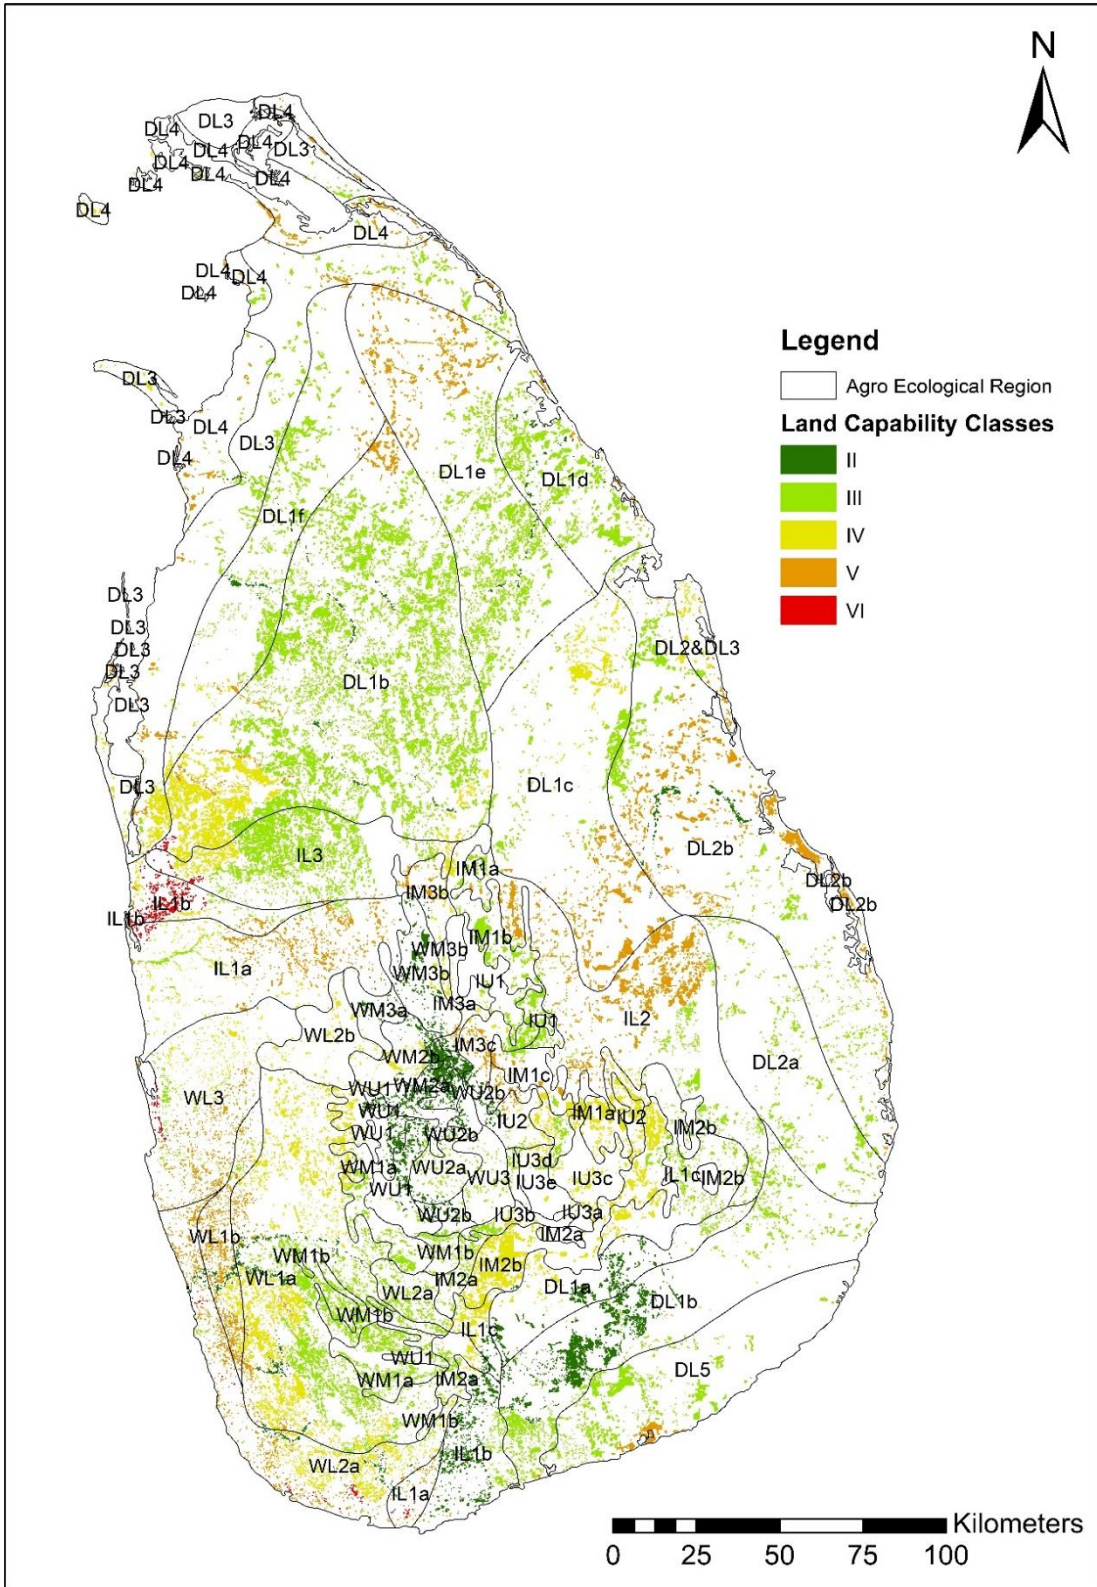 N
DL4
DL3
DL4
DL4
DL4
DL3
DL4
DL4
DL4
DL4
DL4
DL4
DL4
DL4
DL4
DL4
DL3
DL3
DL4
DL3
DL4
DL1e
DL1d
DL1f
DL3
DL3
DL3
DL3
DL3
DL2&DL3
DL1b
DL3
DL1c
IL3
DL2b
IM1a
IM3b
DL2b
DL2b
IL1b
IL1b
IM1b
WM3b
IL1a
WM3b
IU1
IM3a
WM3a
IU1
IL2
WL2b
IM3c
WM2b
DL2a
IM1c
WL3
WU1
WM2a
WU2b
WU1
IM1a
IU2
IU2
IM2b
WU1
WU2b
WM1a
WU2a
IU3d
WU3
IU3e
IU3c
IL1c
IM2b
WU1
WU2b
IU3b
IU3a
WL1b
WM1b
WM1b
IM2a
IM2b
WL1a
IM2a
DL1a
WL2a
DL1b
WM1b
IL1c
WU1
DL5
WM1a
IM2a
WM1b
IL1b
WL2a
IL1a
Legend
Agro Ecological Region
Land Capability Classes
II
III
IV
V
VI
Kilometers
0 25 50 75 100